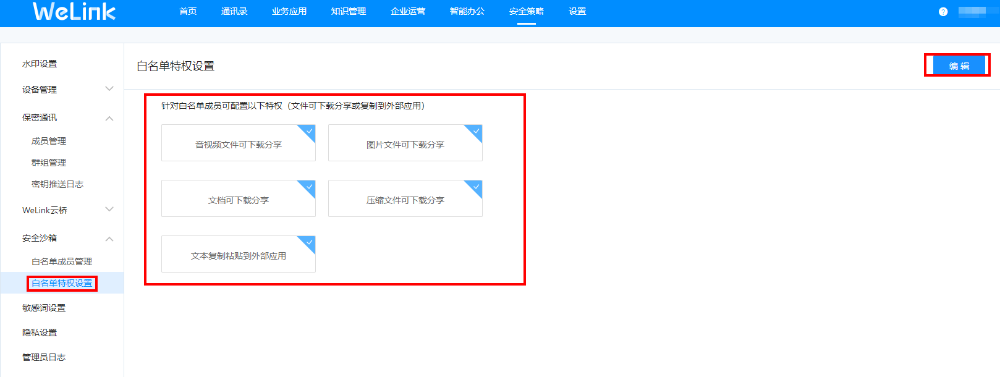 WeLink 首页 通讯录 业务应用 知识管理 企业运营 智能办公 安全策略 设置 ?
水印设置
设备管理
保密通讯
成员管理
群组管理
密钥推送日志
WeLink云桥
安全沙箱
白名单成员管理
白名单特权设置
敏感词设置
隐私设置
管理员日志
白名单特权设置 编辑
针对白名单成员可配置以下特权（文件可下载分享或复制到外部应用）
音视频文件可下载分享 图片文件可下载分享
文档可下载分享 压缩文件可下载分享
文本复制粘贴到外部应用